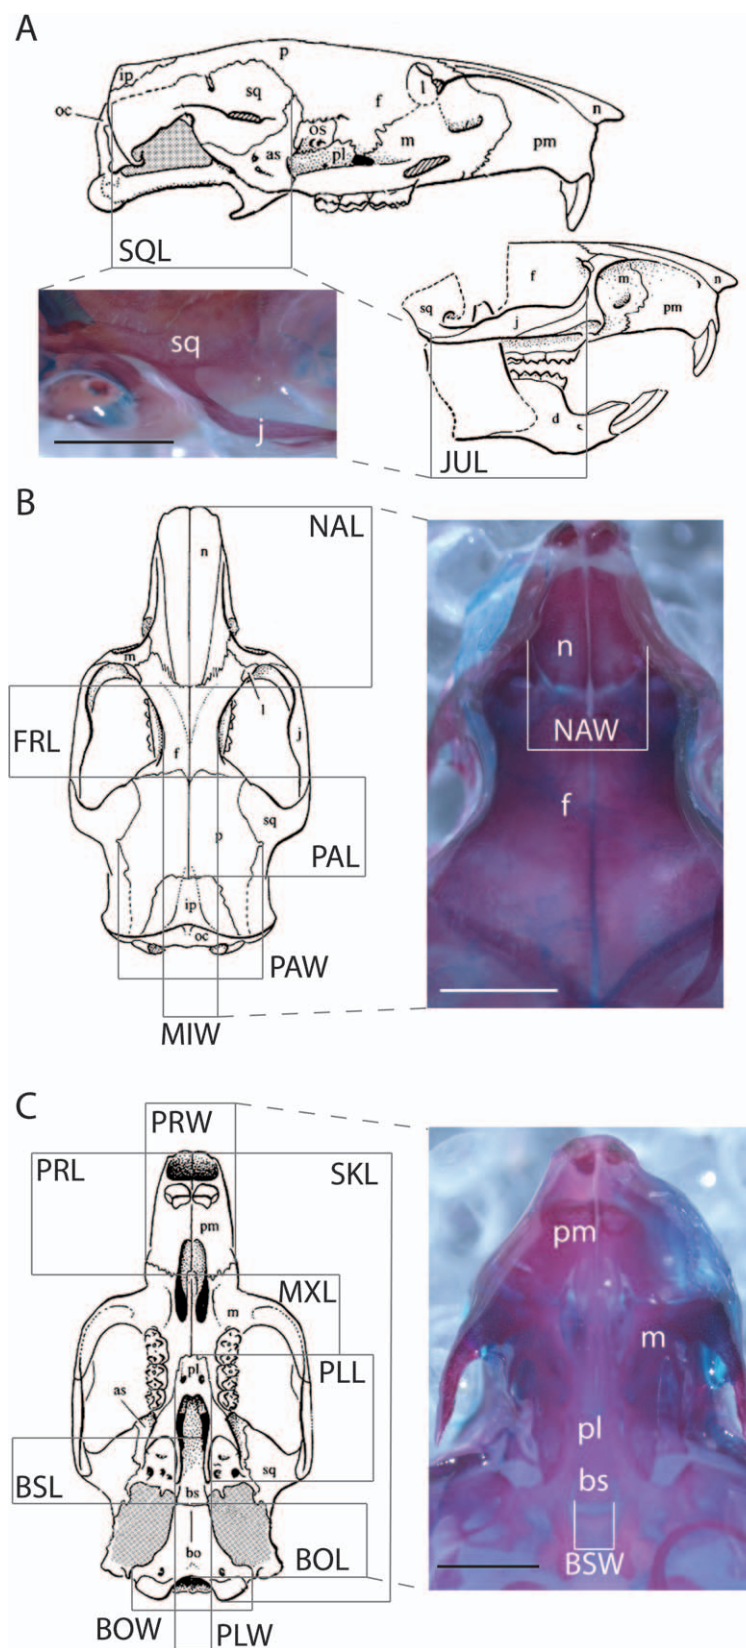 A
p
ip
sq
l
oc
f
n
os
as
pl
m
pm
SQL
sq
j
f
m
n
sq
j
pm
d
JUL
B
NAL
n
m
l
FRL
f
j
sq
p
PAL
ip
oc
PAW
MIW
n
NAW
f
C
PRW
PRL
SKL
pm
MXL
m
pl
PLL
as
BSL
sq
bs
bo
BOL
BOW
PLW
pm
m
pl
bs
BSW